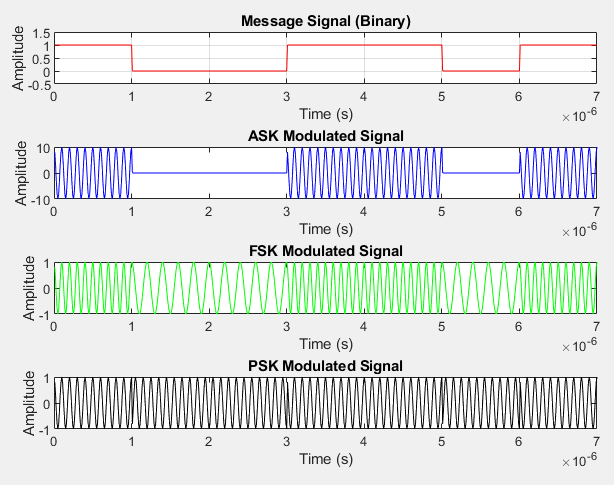 Message Signal (Binary)
Amplitude
1.5
1
0.5
0
-0.5
0 1 2 3 4 5 6 7
Time (s)
×10-6
ASK Modulated Signal
Amplitude
10
0
-10
0 1 2 3 4 5 6 7
Time (s)
×10-6
FSK Modulated Signal
Amplitude
1
0
-1
0 1 2 3 4 5 6 7
Time (s)
×10-6
PSK Modulated Signal
Amplitude
1
0
-1
0 1 2 3 4 5 6 7
Time (s)
×10-6